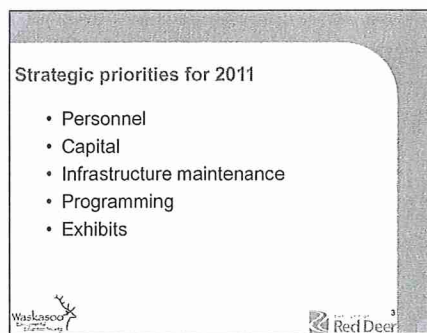 Strategic priorities for 2011
• Personnel
• Capital
• Infrastructure maintenance
• Programming
• Exhibits
Waskasoo
3
Red Deer